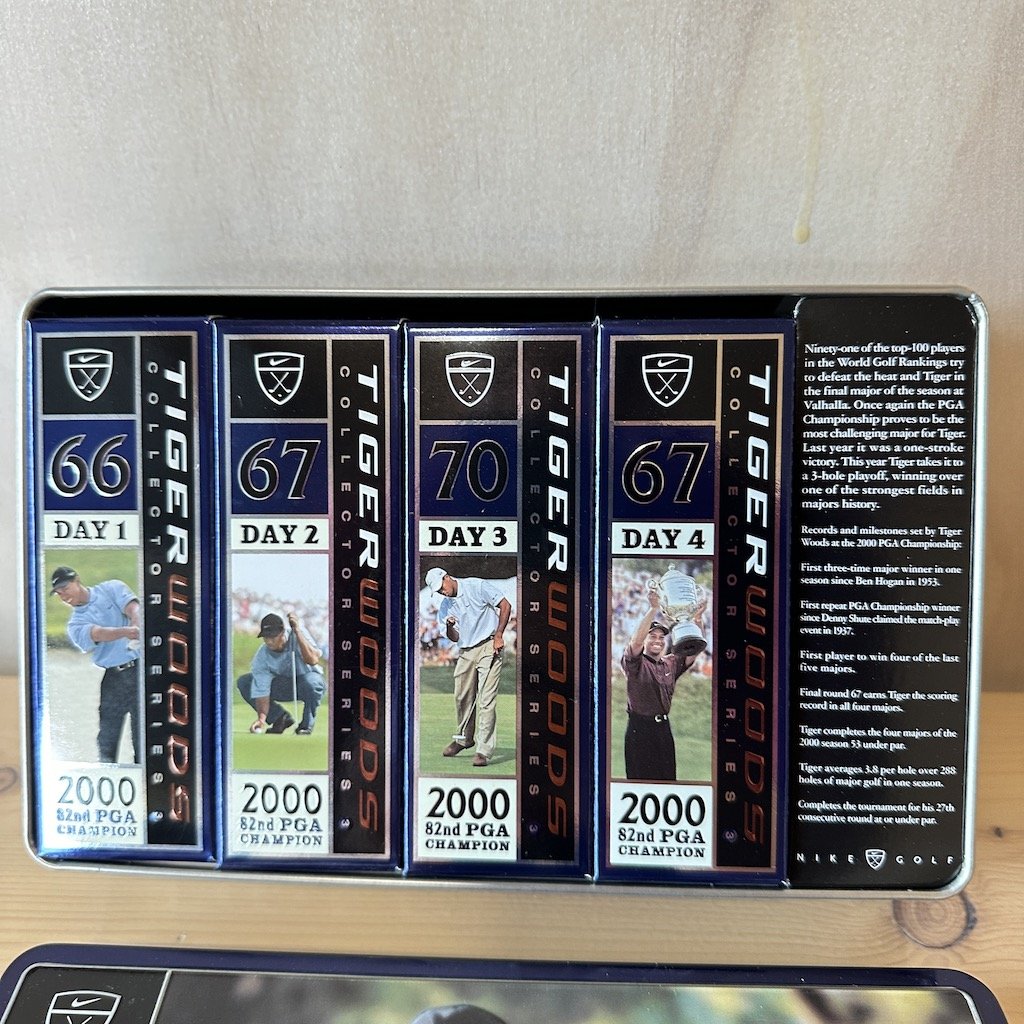 66
DAY 1
2000
82nd PGA
CHAMPION
TIGER WOODS
COLLECTOR SERIES 3
67
DAY 2
2000
82nd PGA
CHAMPION
TIGER WOODS
COLLECTOR SERIES 3
70
DAY 3
2000
82nd PGA
CHAMPION
TIGER WOODS
COLLECTOR SERIES 3
67
DAY 4
2000
82nd PGA
CHAMPION
TIGER WOODS
COLLECTOR SERIES 3
Ninety-one of the top-100 players
in the World Golf Rankings try
to defeat the heat and Tiger in
the final major of the season at
Valhalla. Once again the PGA
Championship proves to be the
most challenging major for Tiger.
Last year it was a one-stroke
victory. This year Tiger takes it to
a 3-hole playoff, winning over
one of the strongest fields in
majors history.
Records and milestones set by Tiger
Woods at the 2000 PGA Championship:
First three-time major winner in one
season since Ben Hogan in 1953.
First repeat PGA Championship winner
since Denny Shute claimed the match-play
event in 1937.
First player to win four of the last
five majors.
Final round 67 earns Tiger the scoring
record in all four majors.
Tiger completes the four majors of the
2000 season 53 under par.
Tiger averages 3.8 per hole over 288
holes of major golf in one season.
Completes the tournament for his 27th
consecutive round at or under par.
NIKE GOLF